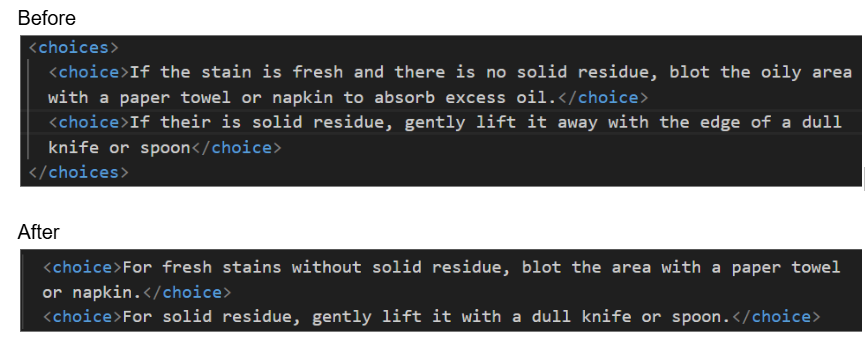 Before
<choices>
<choice>If the stain is fresh and there is no solid residue, blot the oily area
with a paper towel or napkin to absorb excess oil.</choice>
<choice>If their is solid residue, gently lift it away with the edge of a dull
knife or spoon</choice>
</choices>
After
<choice>For fresh stains without solid residue, blot the area with a paper towel
or napkin.</choice>
<choice>For solid residue, gently lift it with a dull knife or spoon.</choice>